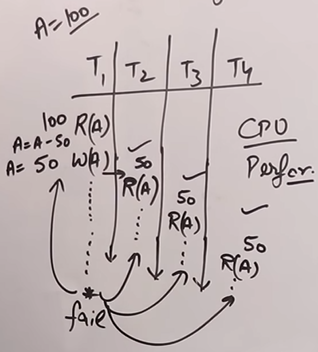 A=100
T1 T2 T3 T4
100 R(A)
A=A-50
A= 50 W(A)
50
R(A)
50
R(A)
50
R(A)
CPU
Perfor.
fail